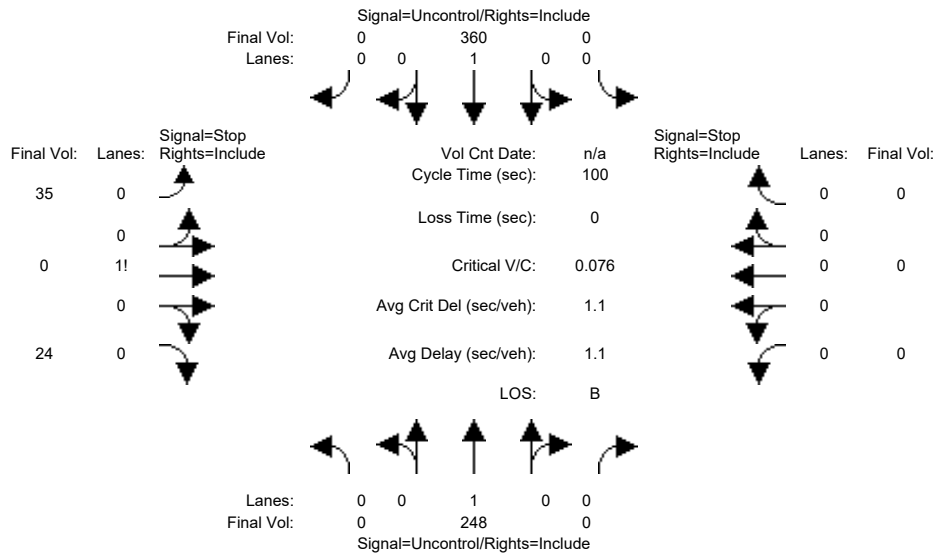 Signal=Uncontrol/Rights=Include
Final Vol: 0 360 0
Lanes: 0 0 1 0 0
Signal=Stop Signal=Stop
Final Vol: Lanes: Rights=Include Vol Cnt Date: n/a Rights=Include Lanes: Final Vol:
Cycle Time (sec): 100
35 0 0 0
Loss Time (sec): 0
0 0
0 1! Critical V/C: 0.076 0 0
0 Avg Crit Del (sec/veh): 1.1 0
24 0 Avg Delay (sec/veh): 1.1 0 0
LOS: B
Lanes: 0 0 1 0 0
Final Vol: 0 248 0
Signal=Uncontrol/Rights=Include